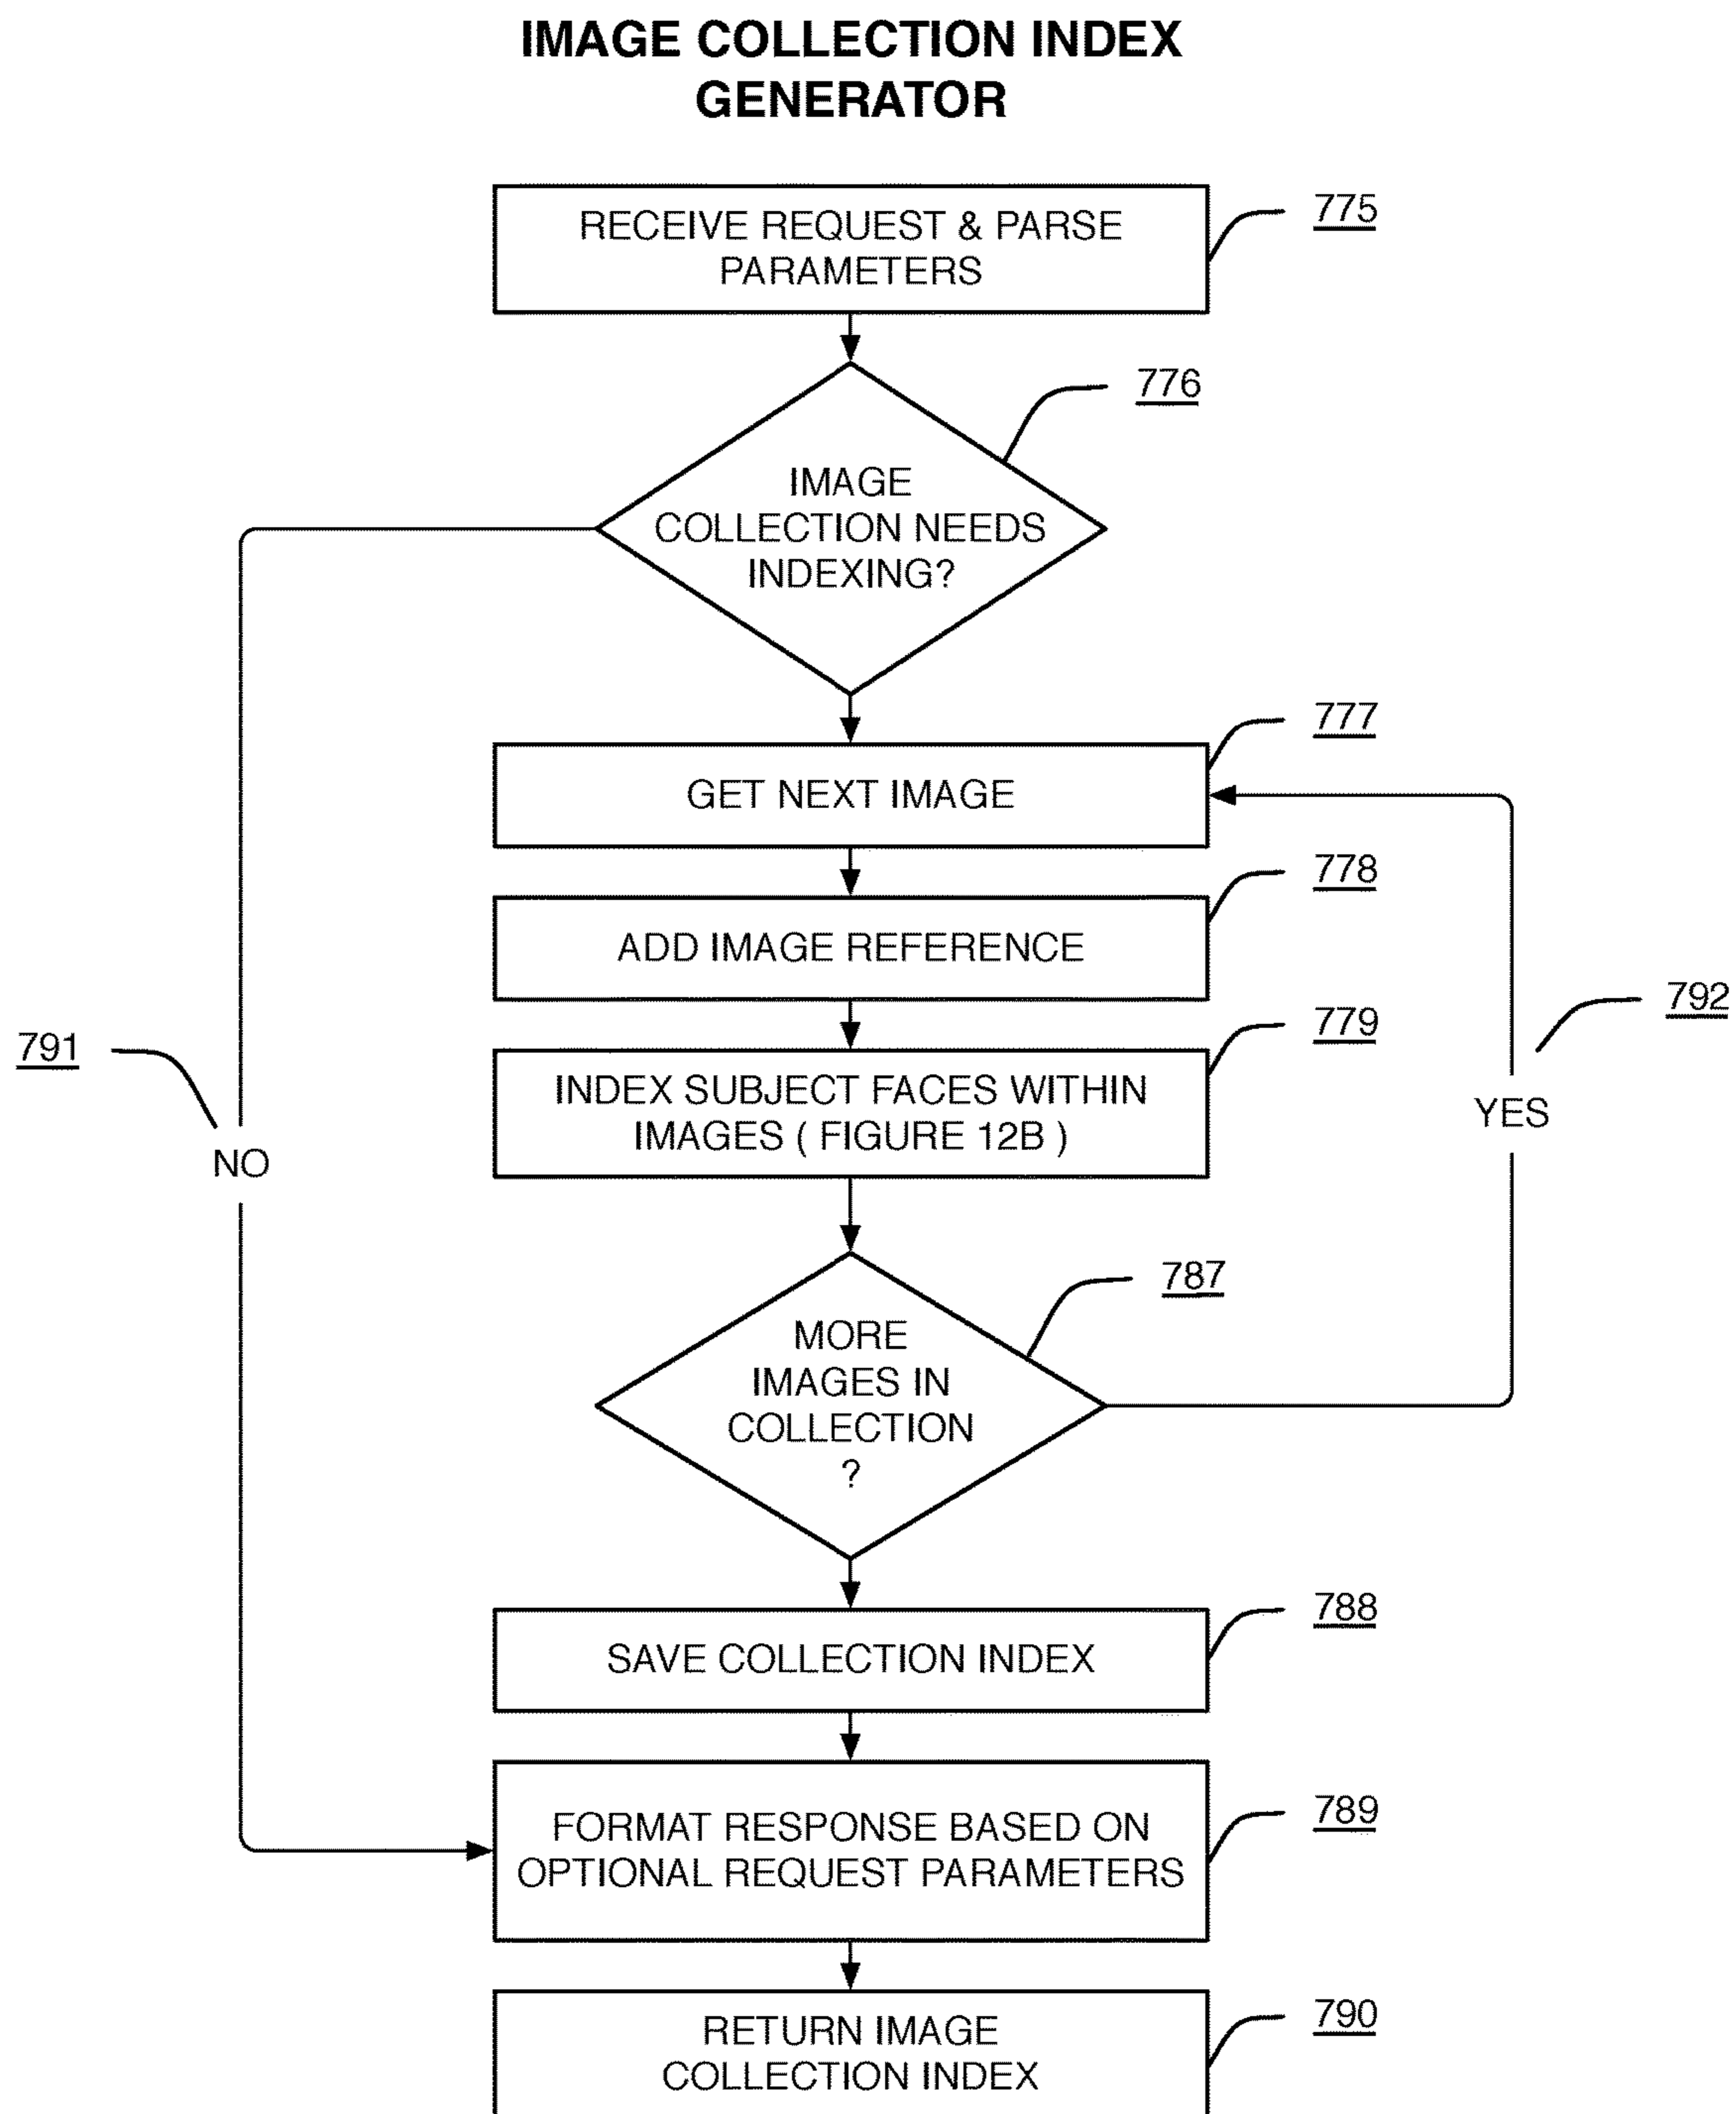 IMAGE COLLECTION INDEX
GENERATOR
RECEIVE REQUEST & PARSE
PARAMETERS
775
776
IMAGE
COLLECTION NEEDS
INDEXING?
777
GET NEXT IMAGE
778
ADD IMAGE REFERENCE
779
INDEX SUBJECT FACES WITHIN
IMAGES ( FIGURE 12B )
791
NO
792
YES
787
MORE
IMAGES IN
COLLECTION
?
788
SAVE COLLECTION INDEX
789
FORMAT RESPONSE BASED ON
OPTIONAL REQUEST PARAMETERS
790
RETURN IMAGE
COLLECTION INDEX